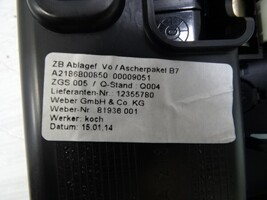 ZB Ablagef. Vo / Ascherpaket B7
A2186800850 00009051
ZGS 005 / Q-Stand : Q004
Lieferanten-Nr.: 12355780
Weber GmbH & Co. KG
Weber-Nr.: 81936 001
Werker: koch
Datum: 15.01.14